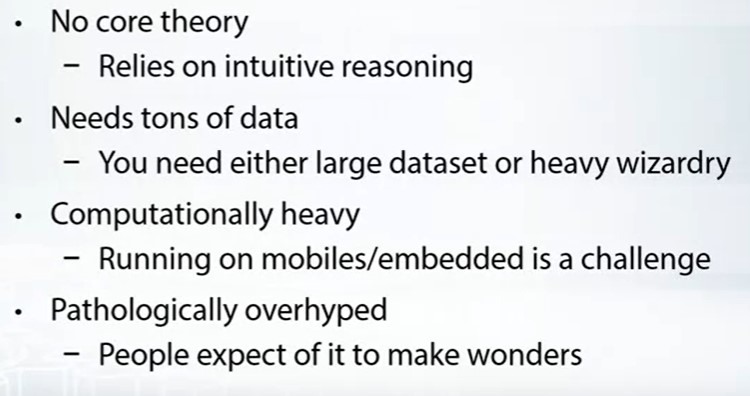 • No core theory
– Relies on intuitive reasoning
• Needs tons of data
– You need either large dataset or heavy wizardry
• Computationally heavy
– Running on mobiles/embedded is a challenge
• Pathologically overhyped
– People expect of it to make wonders